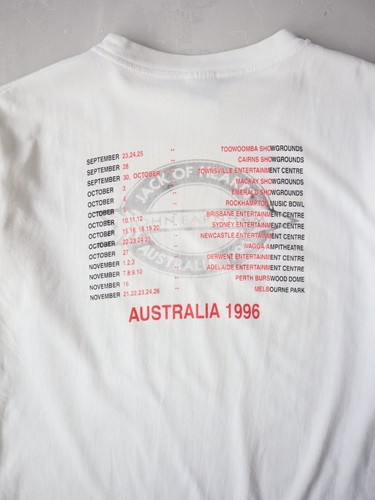 SEPTEMBER 23,24,25 " TOOWOOMBA SHOWGROUNDS
SEPTEMBER 28 " CAIRNS SHOWGROUNDS
SEPTEMBER 30, OCTOBER " TOWNSVILLE ENTERTAINMENT CENTRE
OCTOBER 2 " MACKAY SHOWGROUNDS
OCTOBER " EMERALD SHOWGROUNDS
OCTOBER " ROCKHAMPTON MUSIC BOWL
OCTOBER 10,11,12 " BRISBANE ENTERTAINMENT CENTRE
OCTOBER 15,16,18,19,20 " SYDNEY ENTERTAINMENT CENTRE
OCTOBER 22,23,24,25 " NEWCASTLE ENTERTAINMENT CENTRE
OCTOBER 27 " WAGGA AMPITHEATRE
NOVEMBER 1,2,3 " DERWENT ENTERTAINMENT CENTRE
NOVEMBER 7,8,9,10 " ADELAIDE ENTERTAINMENT CENTRE
NOVEMBER 16 " PERTH BURSWOOD DOME
NOVEMBER 21,22,23,24,26 " MELBOURNE PARK
JACK OF
AUSTRALIA
AUSTRALIA 1996